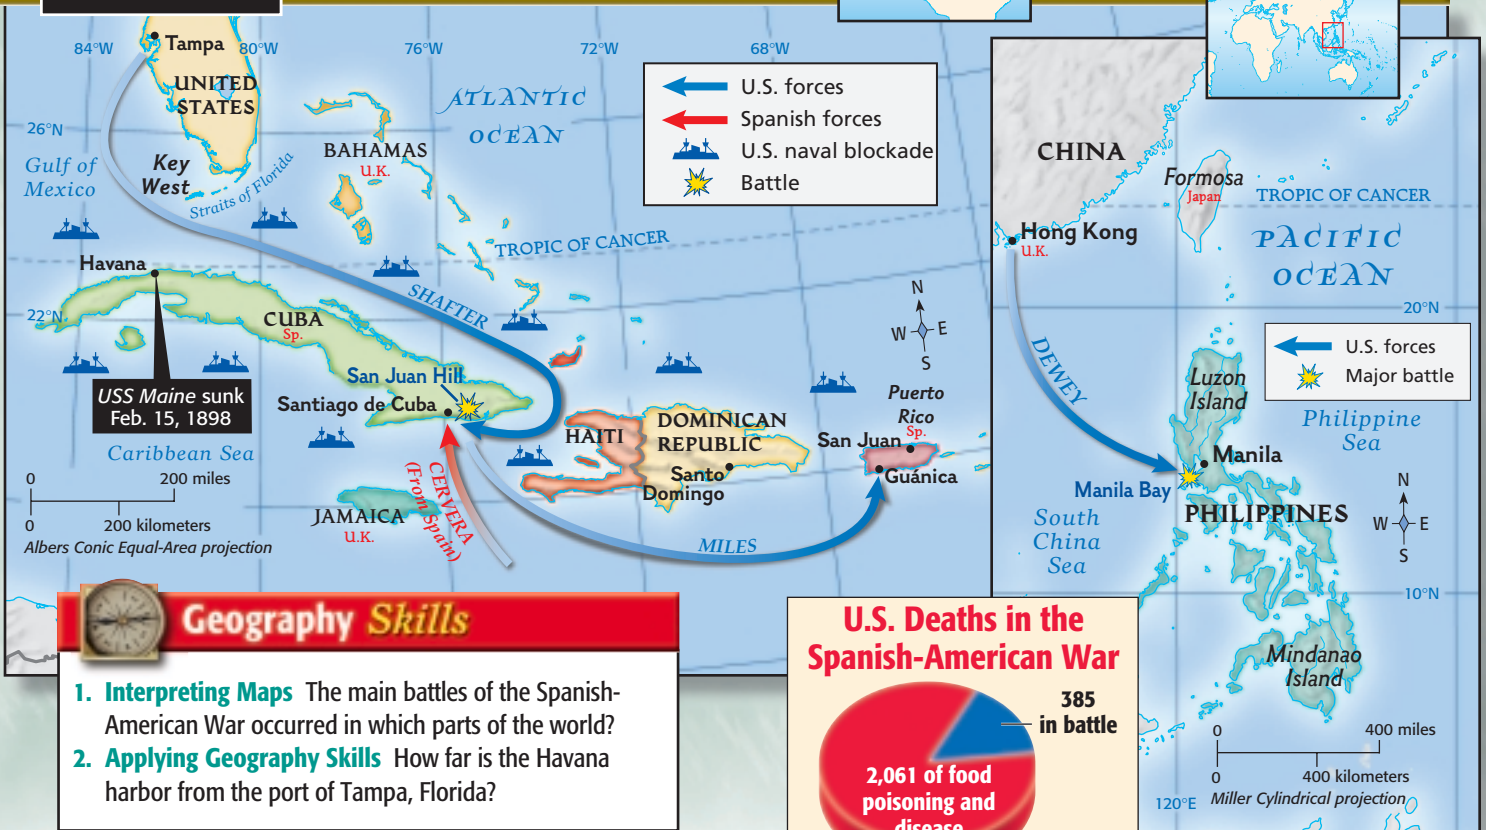 84°W
80°W
76°W
72°W
68°W
Tampa
UNITED
STATES
ATLANTIC
OCEAN
26°N
Gulf of
Mexico
Key
West
Straits of Florida
BAHAMAS
U.K.
TROPIC OF CANCER
Havana
SHAFTER
22°N
CUBA
Sp.
San Juan Hill
Santiago de Cuba
USS Maine sunk
Feb. 15, 1898
Caribbean Sea
0
200 miles
0
200 kilometers
Albers Conic Equal-Area projection
JAMAICA
U.K.
CERVERA
(From Spain)
HAITI
DOMINICAN
REPUBLIC
Santo
Domingo
MILES
Puerto
Rico
Sp.
San Juan
Guánica
N
W
E
S
U.S. forces
Spanish forces
U.S. naval blockade
Battle
CHINA
Formosa
Japan
TROPIC OF CANCER
Hong Kong
U.K.
PACIFIC
OCEAN
20°N
DEWEY
U.S. forces
Major battle
Luzon
Island
Philippine
Sea
Manila
Manila Bay
PHILIPPINES
South
China
Sea
N
W
E
S
10°N
Mindanao
Island
0
400 miles
0
400 kilometers
120°E
Miller Cylindrical projection
Geography Skills
1. Interpreting Maps The main battles of the Spanish-
American War occurred in which parts of the world?
2. Applying Geography Skills How far is the Havana
harbor from the port of Tampa, Florida?
U.S. Deaths in the
Spanish-American War
385
in battle
2,061 of food
poisoning and
disease